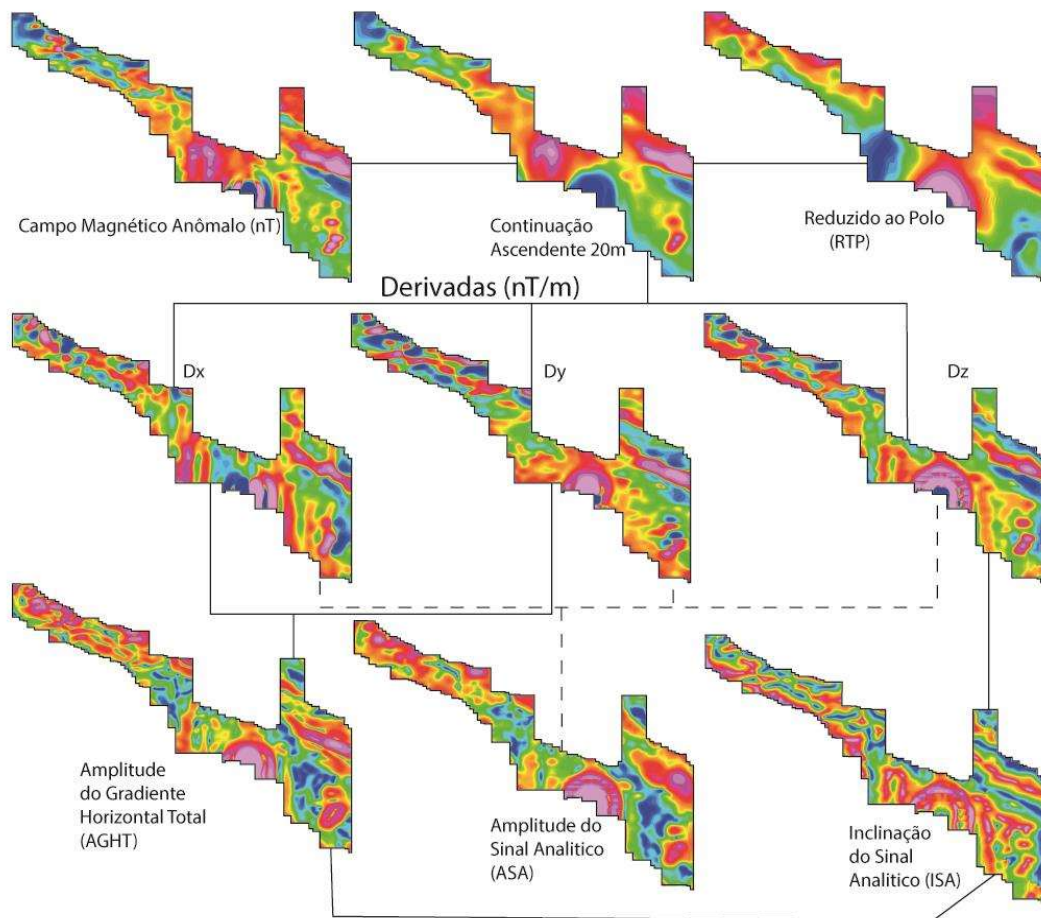 Campo Magnético Anômalo (nT)
Continuação
Ascendente 20m
Reduzido ao Polo
(RTP)
Derivadas (nT/m)
Dx
Dy
Dz
Amplitude
do Gradiente
Horizontal Total
(AGHT)
Amplitude do
Sinal Analitico
(ASA)
Inclinação
do Sinal
Analitico (ISA)